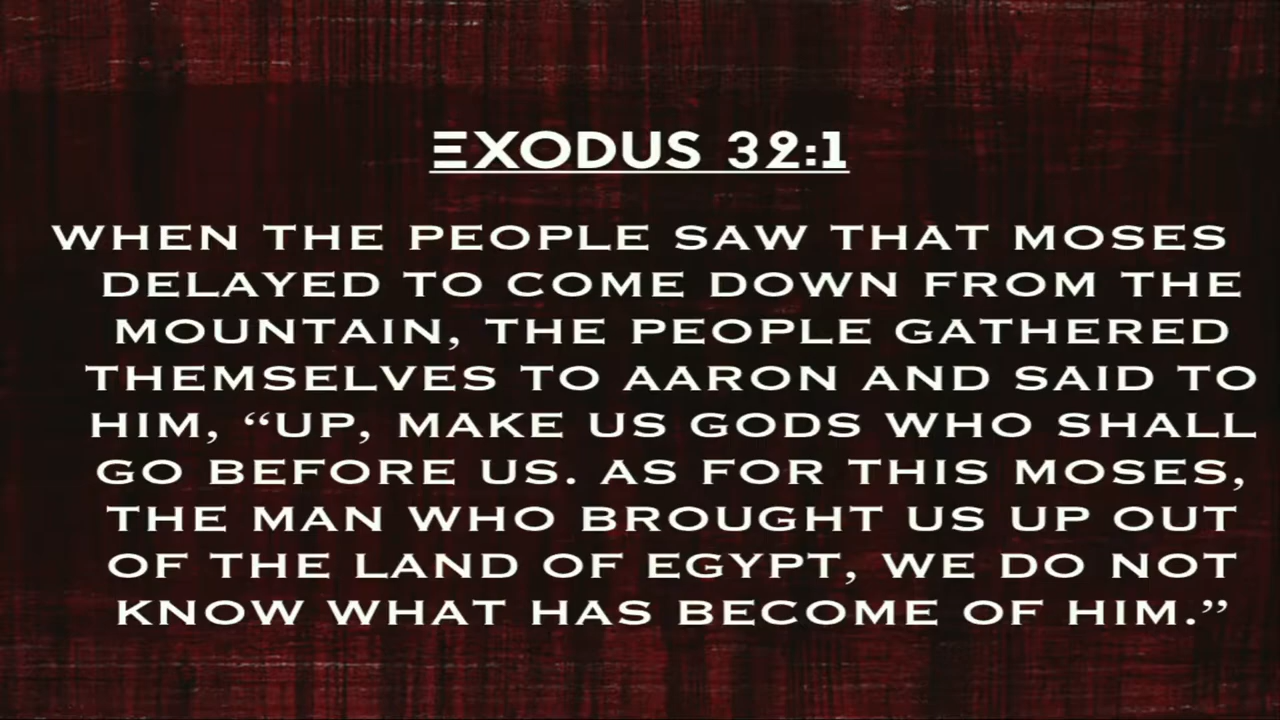 EXODUS 32:1
WHEN THE PEOPLE SAW THAT MOSES
DELAYED TO COME DOWN FROM THE
MOUNTAIN, THE PEOPLE GATHERED
THEMSELVES TO AARON AND SAID TO
HIM, “UP, MAKE US GODS WHO SHALL
GO BEFORE US. AS FOR THIS MOSES,
THE MAN WHO BROUGHT US UP OUT
OF THE LAND OF EGYPT, WE DO NOT
KNOW WHAT HAS BECOME OF HIM.”